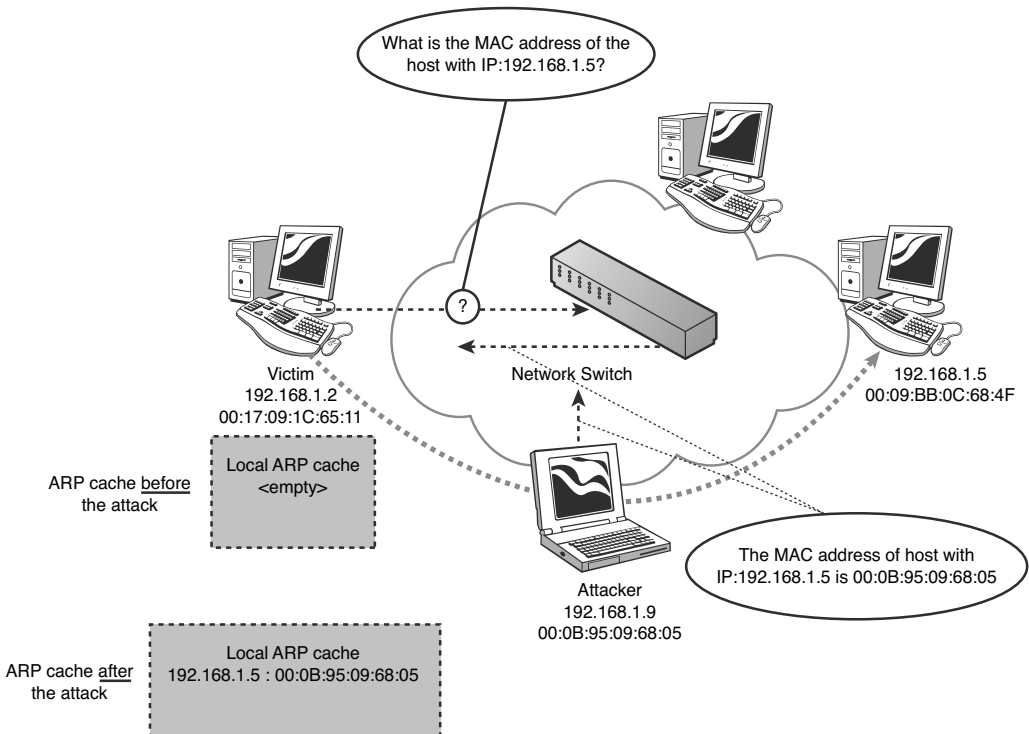 What is the MAC address of the
host with IP:192.168.1.5?
?
Victim
192.168.1.2
00:17:09:1C:65:11
Network Switch
192.168.1.5
00:09:BB:0C:68:4F
ARP cache before
the attack
Local ARP cache
<empty>
The MAC address of host with
IP:192.168.1.5 is 00:0B:95:09:68:05
Attacker
192.168.1.9
00:0B:95:09:68:05
ARP cache after
the attack
Local ARP cache
192.168.1.5 : 00:0B:95:09:68:05